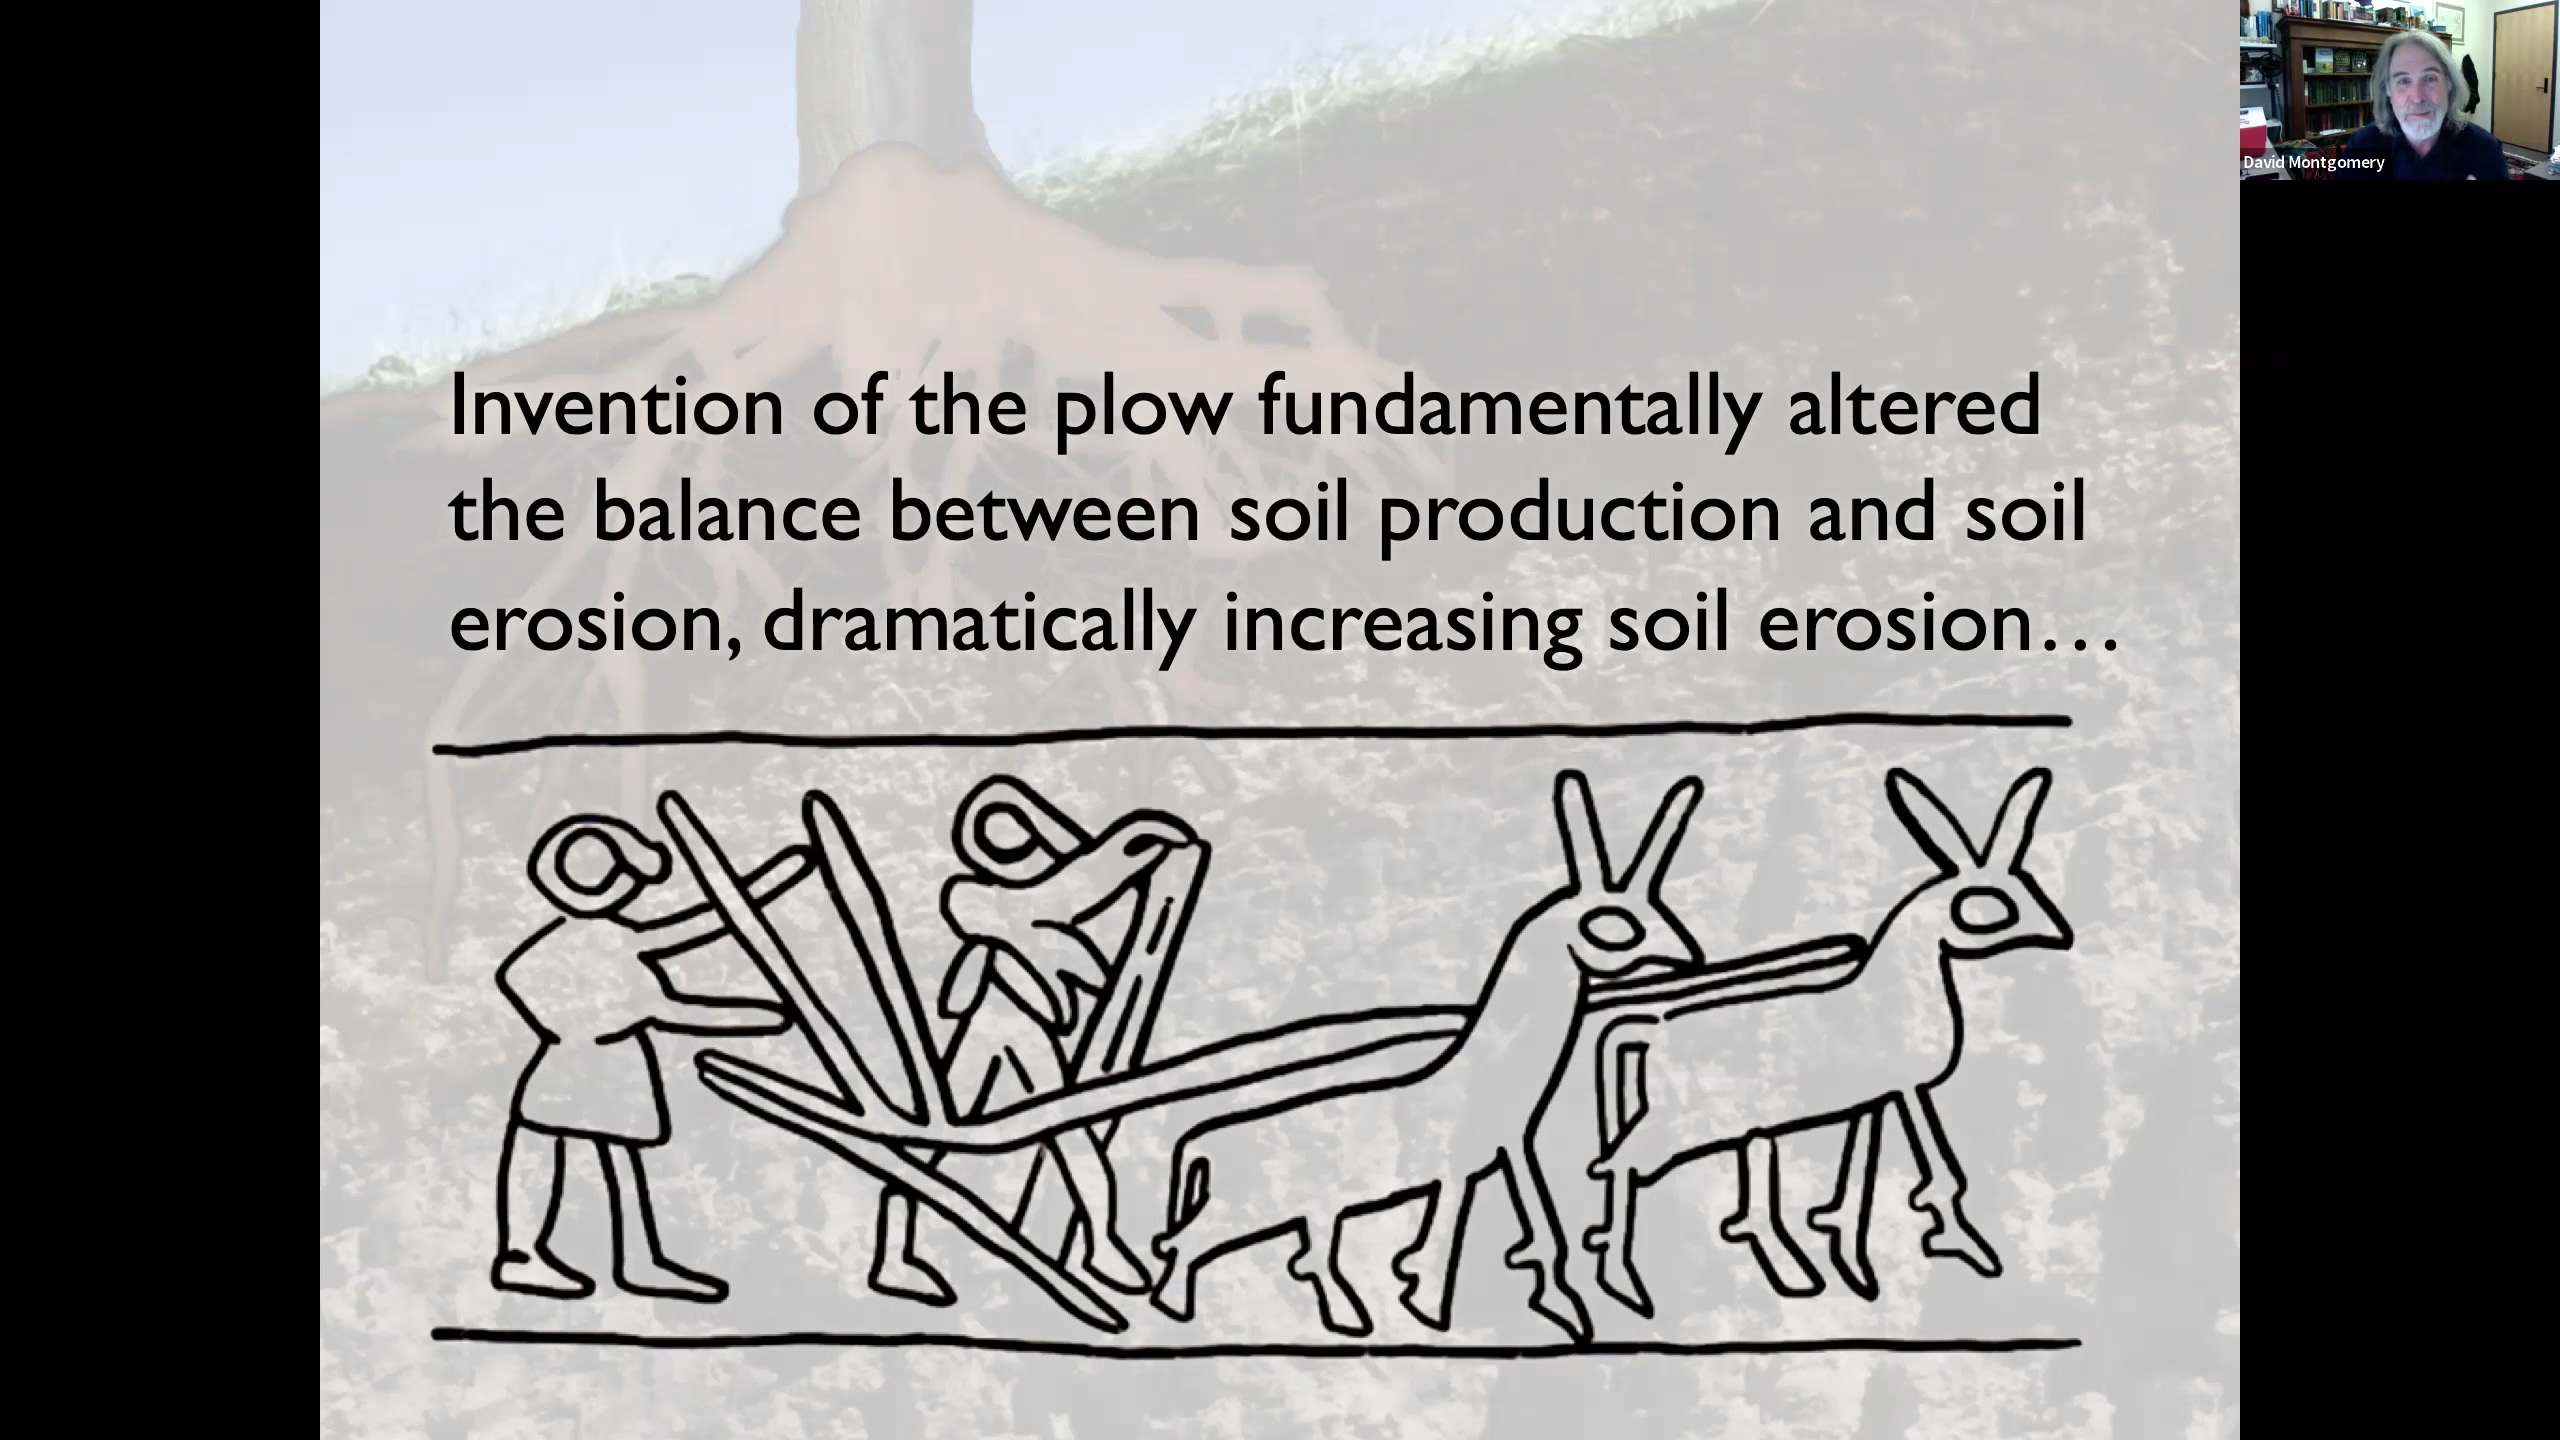 David Montgomery
Invention of the plow fundamentally altered
the balance between soil production and soil
erosion, dramatically increasing soil erosion…